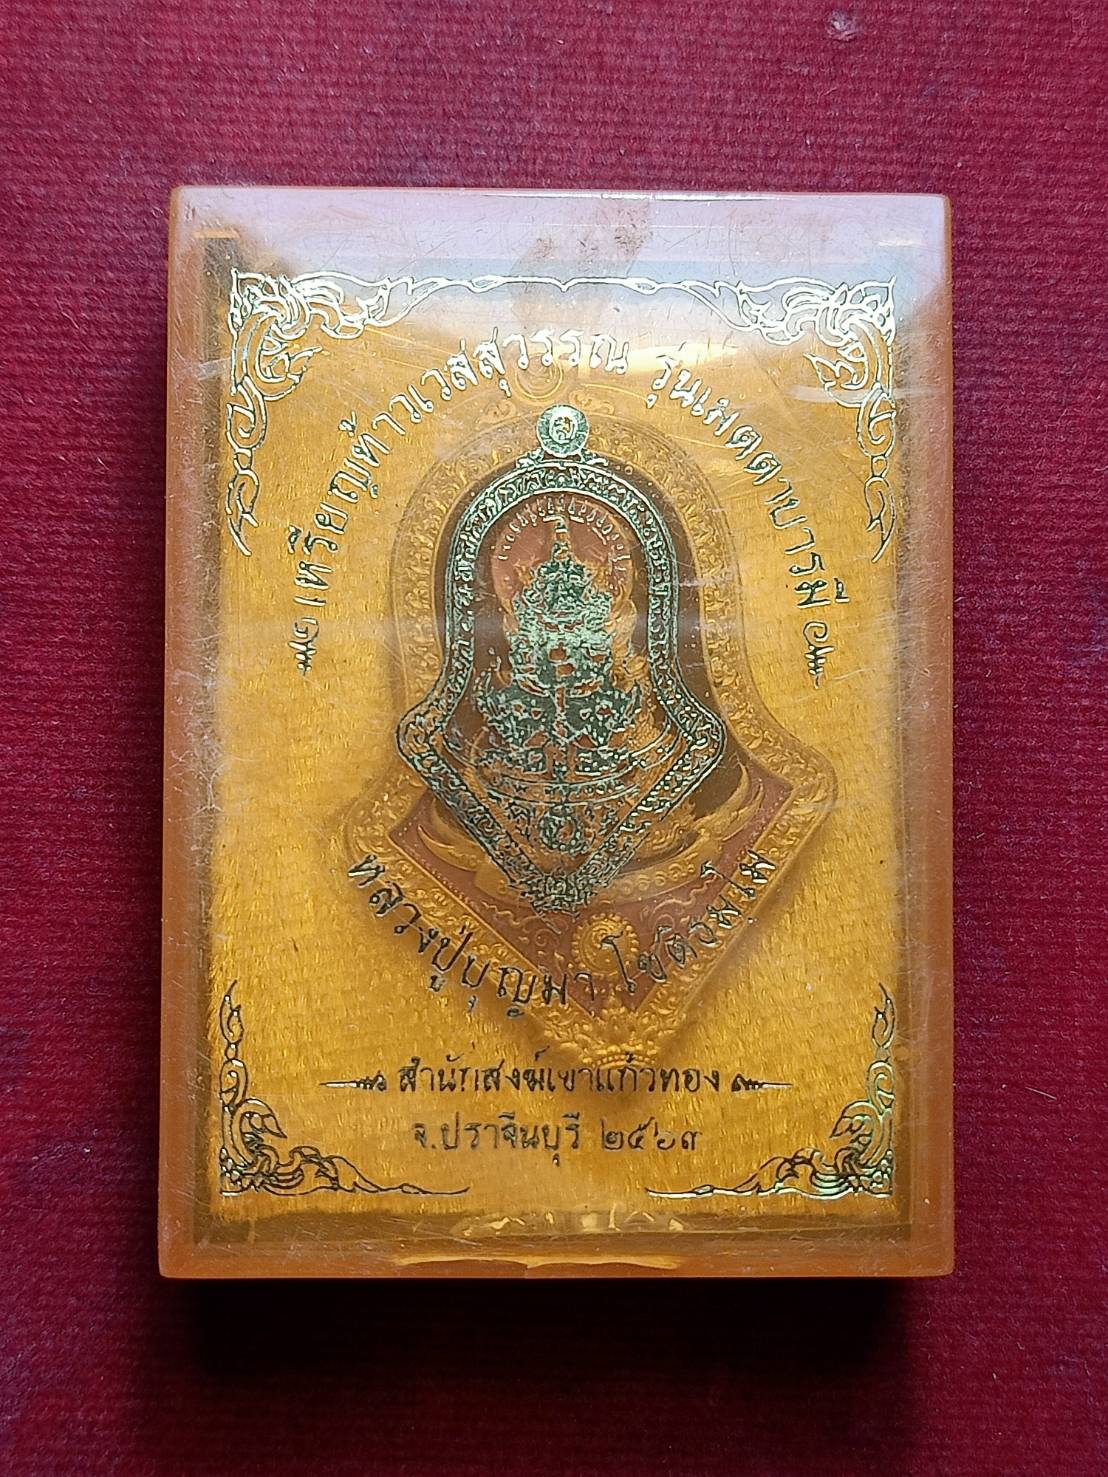 เหรียญท้าวเวสสุวรรณ รุ่นเมตตาบารมี
หลวงปู่บุญมา โชติธมฺโม
สำนักสงฆ์เขาแก้วทอง
จ.ปราจีนบุรี ๒๕๖๓